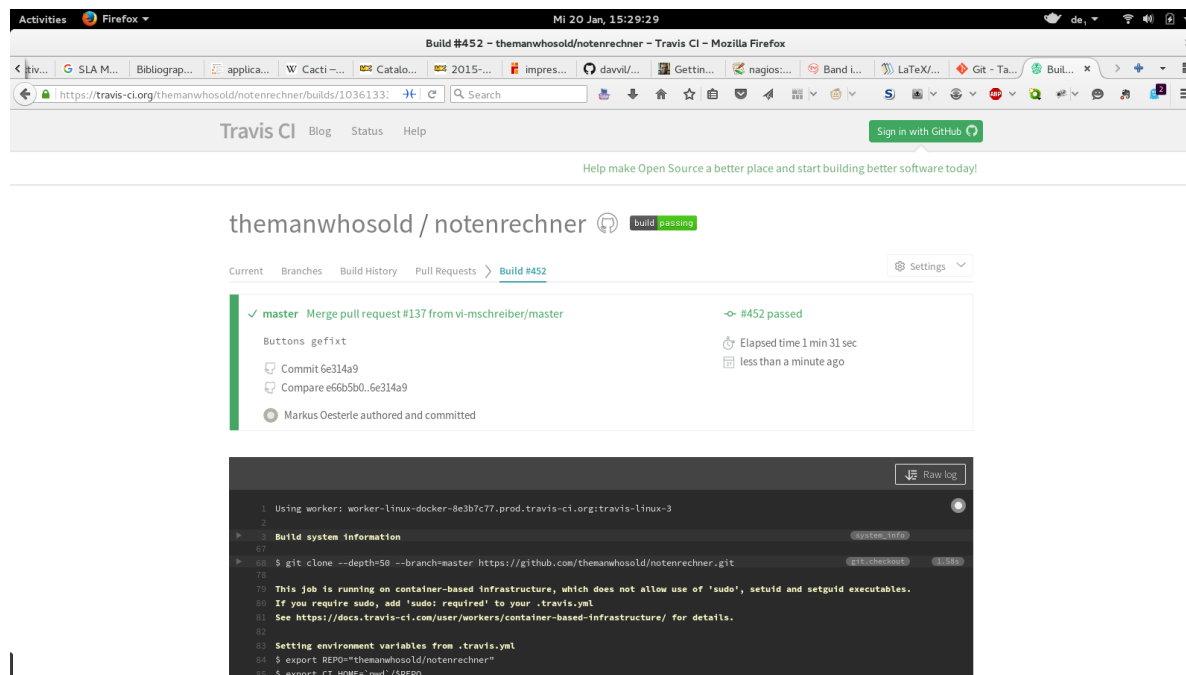 Activities Firefox Mi 20 Jan, 15:29:29 de₁
Build #452 – themanwhosold/notenrechner – Travis CI – Mozilla Firefox
tiv... SLA M... Bibliograp... applica... Cacti –... Catalo... 2015-... impres... davvil/... Gettin... nagios:... Band i... LaTeX/... Git - Ta... Buil...
https://travis-ci.org/themanwhosold/notenrechner/builds/1036133 Search
Travis CI Blog Status Help Sign in with GitHub
Help make Open Source a better place and start building better software today!
themanwhosold / notenrechner build passing
Current Branches Build History Pull Requests Build #452 Settings
master Merge pull request #137 from vi-mschreiber/master #452 passed
Buttons gefixt Elapsed time 1 min 31 sec
less than a minute ago
Commit 6e314a9
Compare e66b5b0..6e314a9
Markus Oesterle authored and committed
Raw log
1 Using worker: worker-linux-docker-8e3b7c77.prod.travis-ci.org:travis-linux-3
2
3 Build system information system_info
67
68 $ git clone --depth=50 --branch=master https://github.com/themanwhosold/notenrechner.git git.checkout 1.58s
78
79 This job is running on container-based infrastructure, which does not allow use of 'sudo', setuid and setguid executables.
80 If you require sudo, add 'sudo: required' to your .travis.yml
81 See https://docs.travis-ci.com/user/workers/container-based-infrastructure/ for details.
82
83 Setting environment variables from .travis.yml
84 $ export REPO="themanwhosold/notenrechner"
85 $ export CI_HOME=`pwd`/$REPO